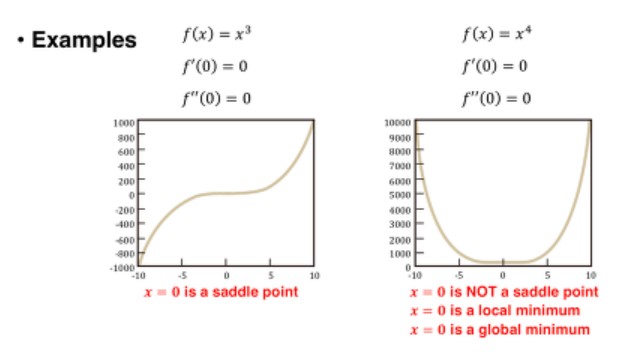 • Examples
f(x) = x³
f′(0) = 0
f″(0) = 0
1000
800
600
400
200
0
-200
-400
-600
-800
-1000
-10 -5 0 5 10
x = 0 is a saddle point
f(x) = x⁴
f′(0) = 0
f″(0) = 0
10000
9000
8000
7000
6000
5000
4000
3000
2000
1000
0
-10 -5 0 5 10
x = 0 is NOT a saddle point
x = 0 is a local minimum
x = 0 is a global minimum